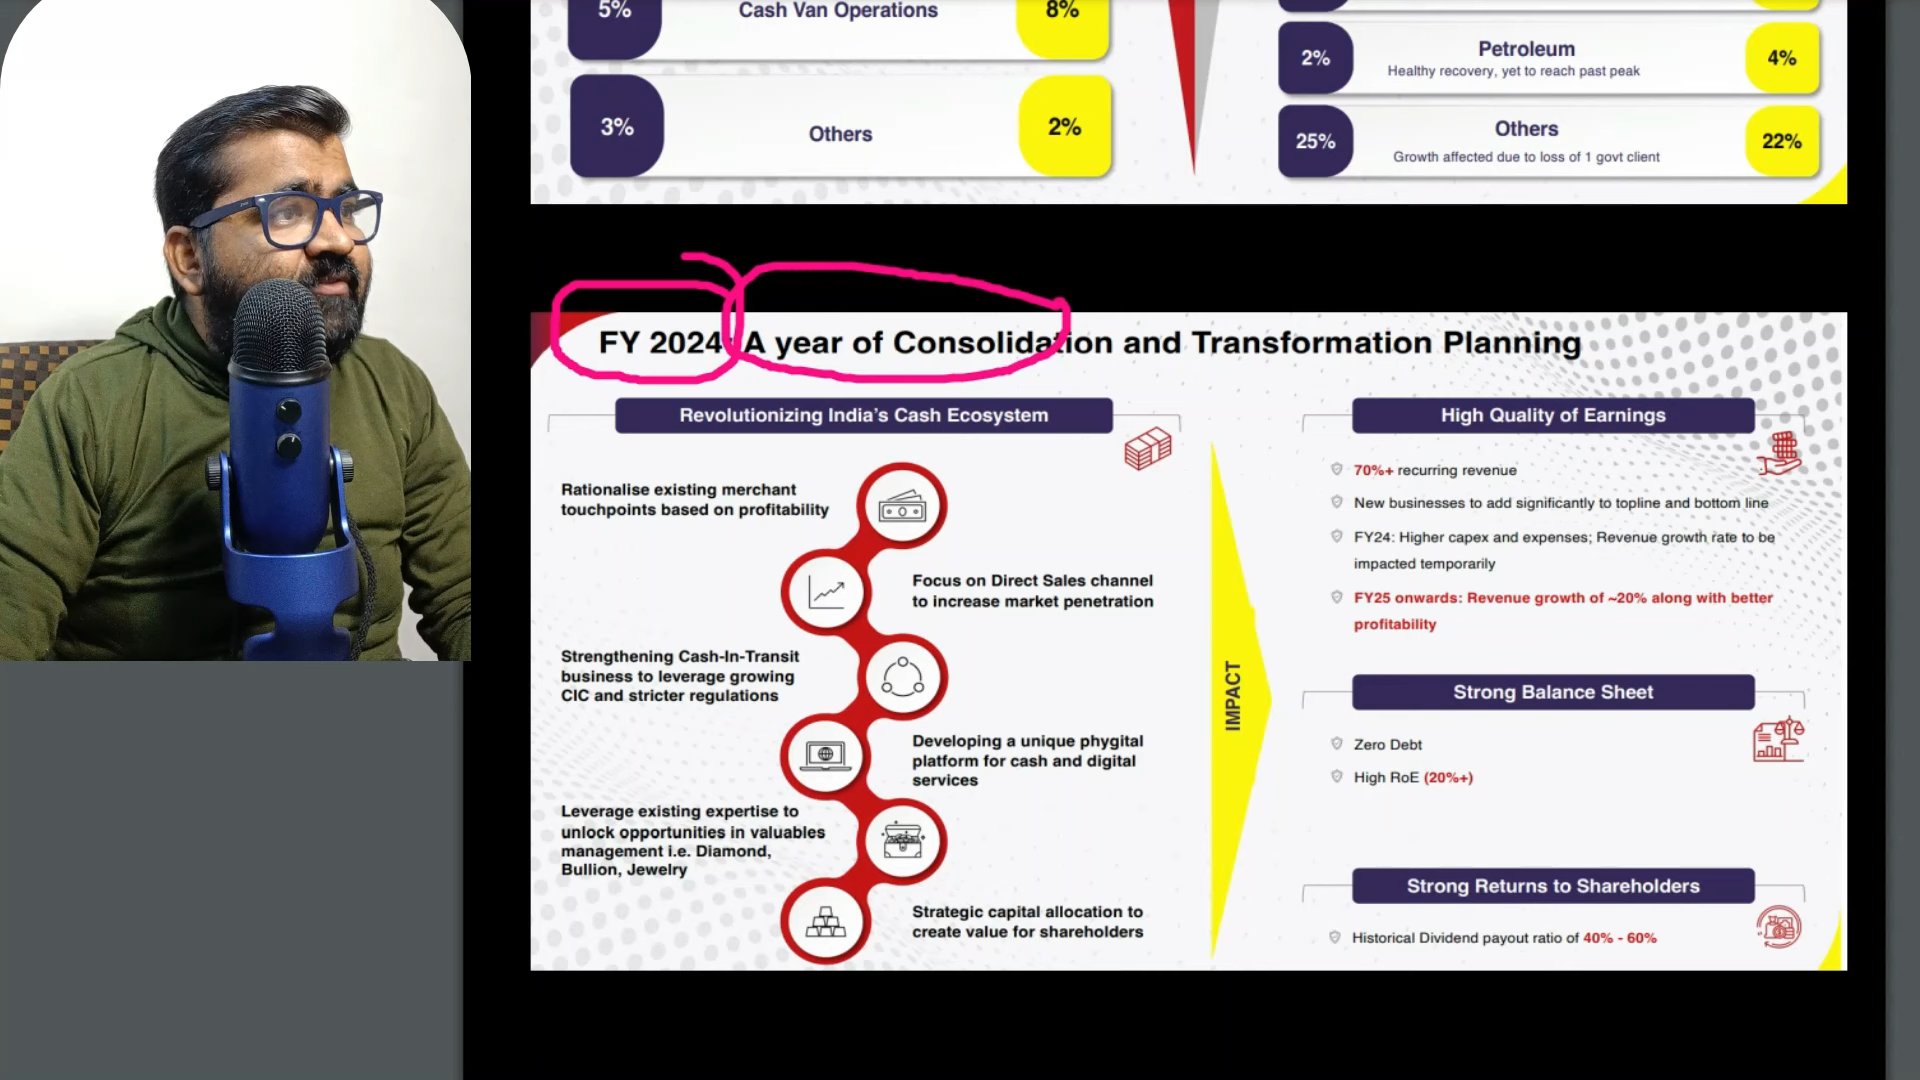 5%
Cash Van Operations
8%
3%
Others
2%
2%
Petroleum
Healthy recovery, yet to reach past peak
4%
25%
Others
Growth affected due to loss of 1 govt client
22%
FY 2024: A year of Consolidation and Transformation Planning
Revolutionizing India's Cash Ecosystem
Rationalise existing merchant
touchpoints based on profitability
Focus on Direct Sales channel
to increase market penetration
Strengthening Cash-In-Transit
business to leverage growing
CIC and stricter regulations
Developing a unique phygital
platform for cash and digital
services
Leverage existing expertise to
unlock opportunities in valuables
management i.e. Diamond,
Bullion, Jewelry
Strategic capital allocation to
create value for shareholders
IMPACT
High Quality of Earnings
70%+ recurring revenue
New businesses to add significantly to topline and bottom line
FY24: Higher capex and expenses; Revenue growth rate to be
impacted temporarily
FY25 onwards: Revenue growth of ~20% along with better
profitability
Strong Balance Sheet
Zero Debt
High RoE (20%+)
Strong Returns to Shareholders
Historical Dividend payout ratio of 40% - 60%